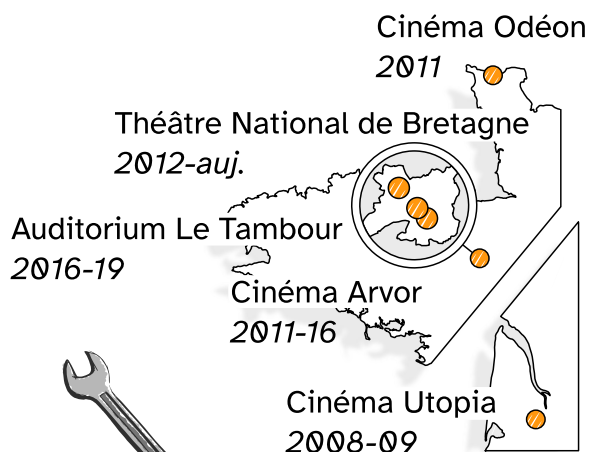 Cinéma Odéon
2011
Théâtre National de Bretagne
2012-auj.
Auditorium Le Tambour
2016-19
Cinéma Arvor
2011-16
Cinéma Utopia
2008-09